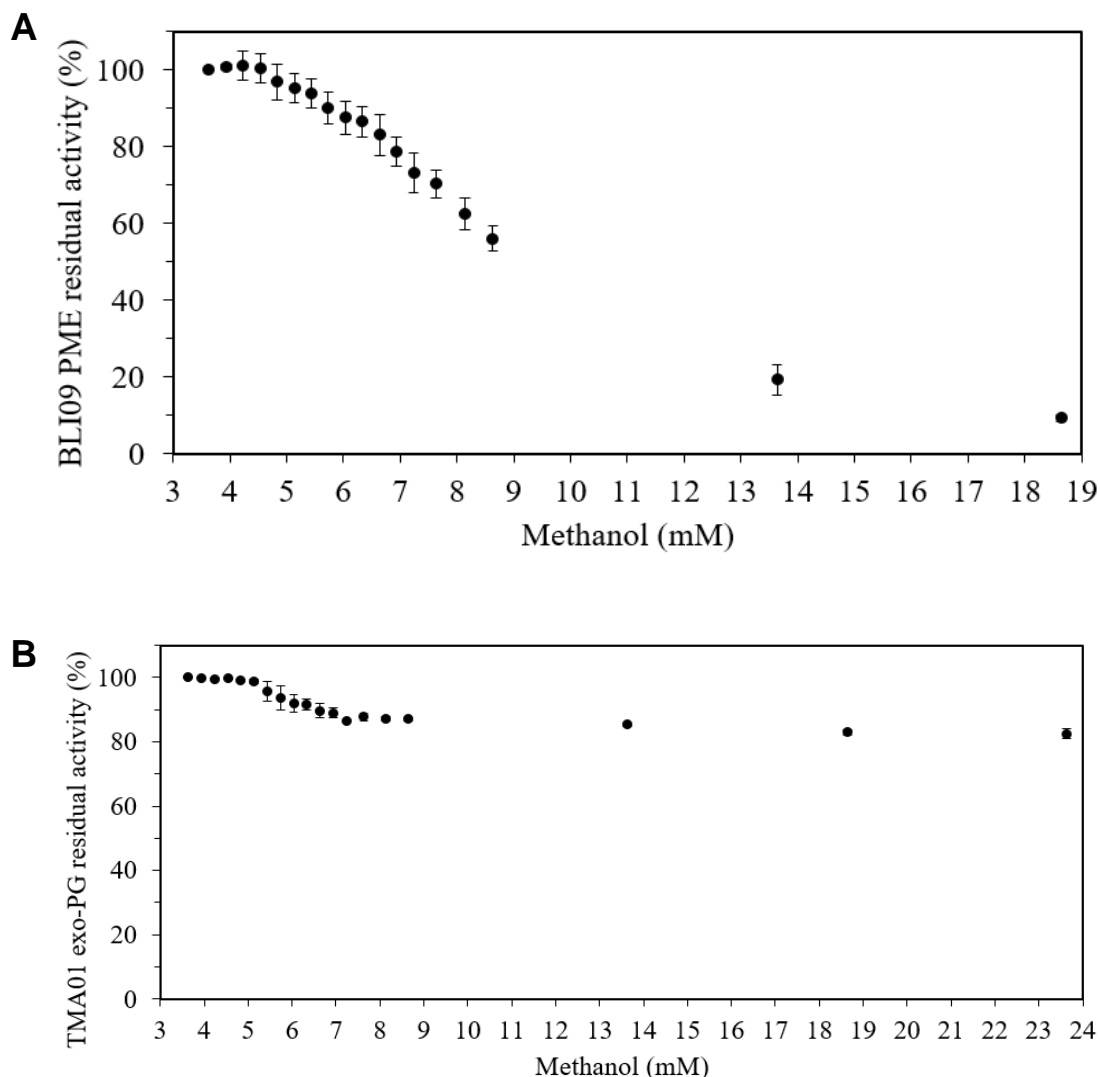 A
BLI09 PME residual activity (%)
100
80
60
40
20
0
3 4 5 6 7 8 9 10 11 12 13 14 15 16 17 18 19
Methanol (mM)
B
TMA01 exo-PG residual activity (%)
100
80
60
40
20
0
3 4 5 6 7 8 9 10 11 12 13 14 15 16 17 18 19 20 21 22 23 24
Methanol (mM)